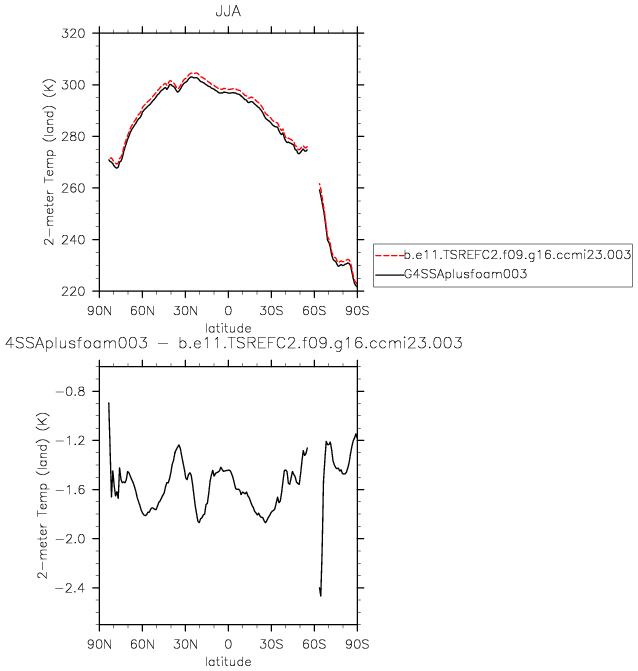 JJA
320
300
280
260
240
220
2-meter Temp (land) (K)
90N 60N 30N 0 30S 60S 90S
latitude
b.e11.TSREFC2.f09.g16.ccmi23.003
G4SSAplusfoam003
4SSAplusfoam003 - b.e11.TSREFC2.f09.g16.ccmi23.003
-0.8
-1.2
-1.6
-2.0
-2.4
2-meter Temp (land) (K)
90N 60N 30N 0 30S 60S 90S
latitude